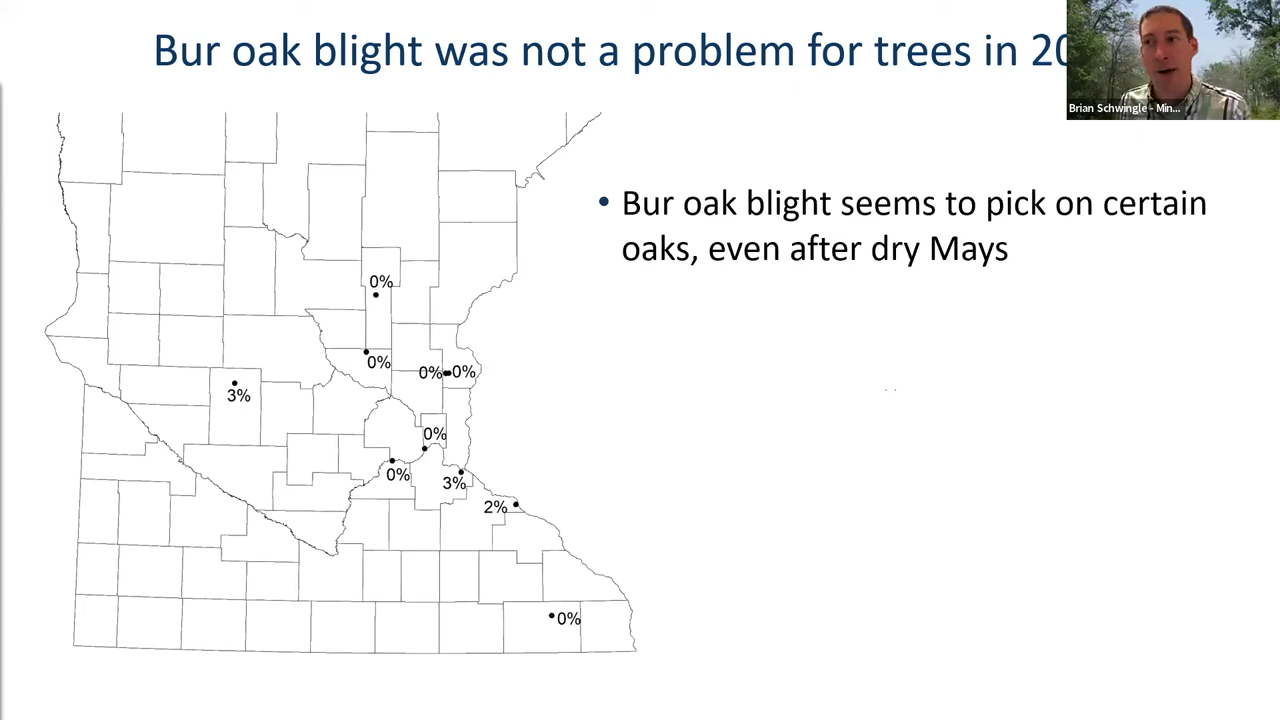 Bur oak blight was not a problem for trees in 20
Brian Schwingle - Min...
• Bur oak blight seems to pick on certain
oaks, even after dry Mays
0%
0%
0% 0%
3%
0%
0%
3%
2%
0%